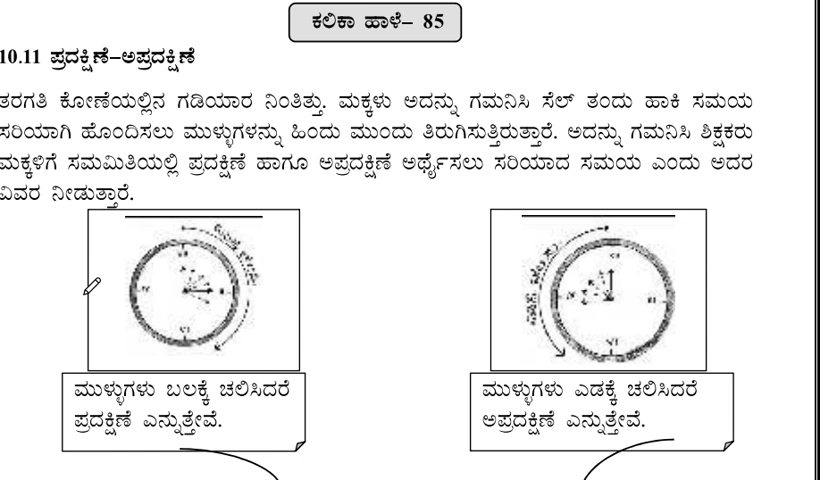 ಕಲಿಕಾ ಹಾಳೆ– 85
10.11 ಪ್ರದಕ್ಷಿಣೆ–ಅಪ್ರದಕ್ಷಿಣೆ
ತರಗತಿ ಕೋಣೆಯಲ್ಲಿನ ಗಡಿಯಾರ ನಿಂತಿತ್ತು. ಮಕ್ಕಳು ಅದನ್ನು ಗಮನಿಸಿ ಸೆಲ್ ತಂದು ಹಾಕಿ ಸಮಯ
ಸರಿಯಾಗಿ ಹೊಂದಿಸಲು ಮುಳ್ಳುಗಳನ್ನು ಹಿಂದು ಮುಂದು ತಿರುಗಿಸುತ್ತಿರುತ್ತಾರೆ. ಅದನ್ನು ಗಮನಿಸಿ ಶಿಕ್ಷಕರು
ಮಕ್ಕಳಿಗೆ ಸಮಮಿತಿಯಲ್ಲಿ ಪ್ರದಕ್ಷಿಣೆ ಹಾಗೂ ಅಪ್ರದಕ್ಷಿಣೆ ಅರ್ಥೈಸಲು ಸರಿಯಾದ ಸಮಯ ಎಂದು ಅದರ
ವಿವರ ನೀಡುತ್ತಾರೆ.
ಮುಳ್ಳುಗಳು ಬಲಕ್ಕೆ ಚಲಿಸಿದರೆ
ಪ್ರದಕ್ಷಿಣೆ ಎನ್ನುತ್ತೇವೆ.
ಮುಳ್ಳುಗಳು ಎಡಕ್ಕೆ ಚಲಿಸಿದರೆ
ಅಪ್ರದಕ್ಷಿಣೆ ಎನ್ನುತ್ತೇವೆ.